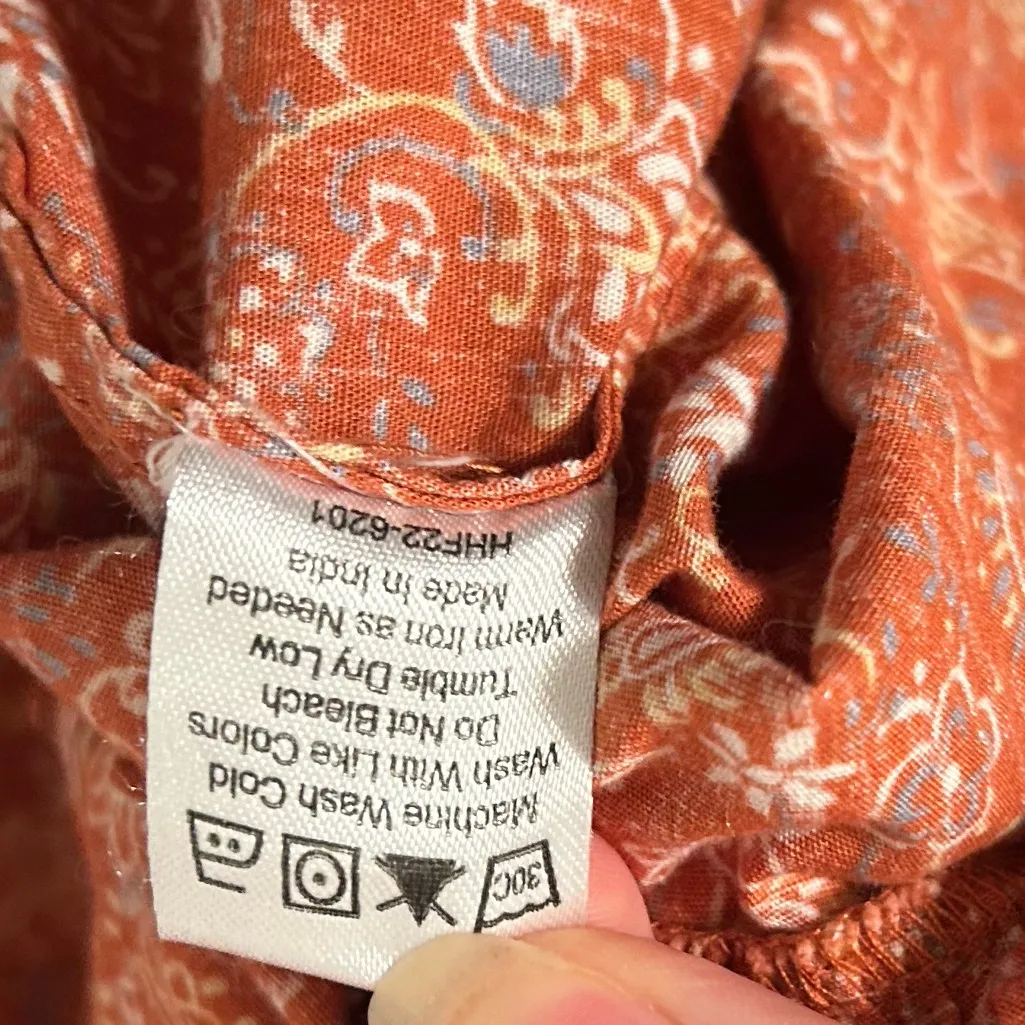 30C
Machine Wash Cold
Wash With Like Colors
Do Not Bleach
Tumble Dry Low
Warm Iron as Needed
Made in India
HHF22-6201